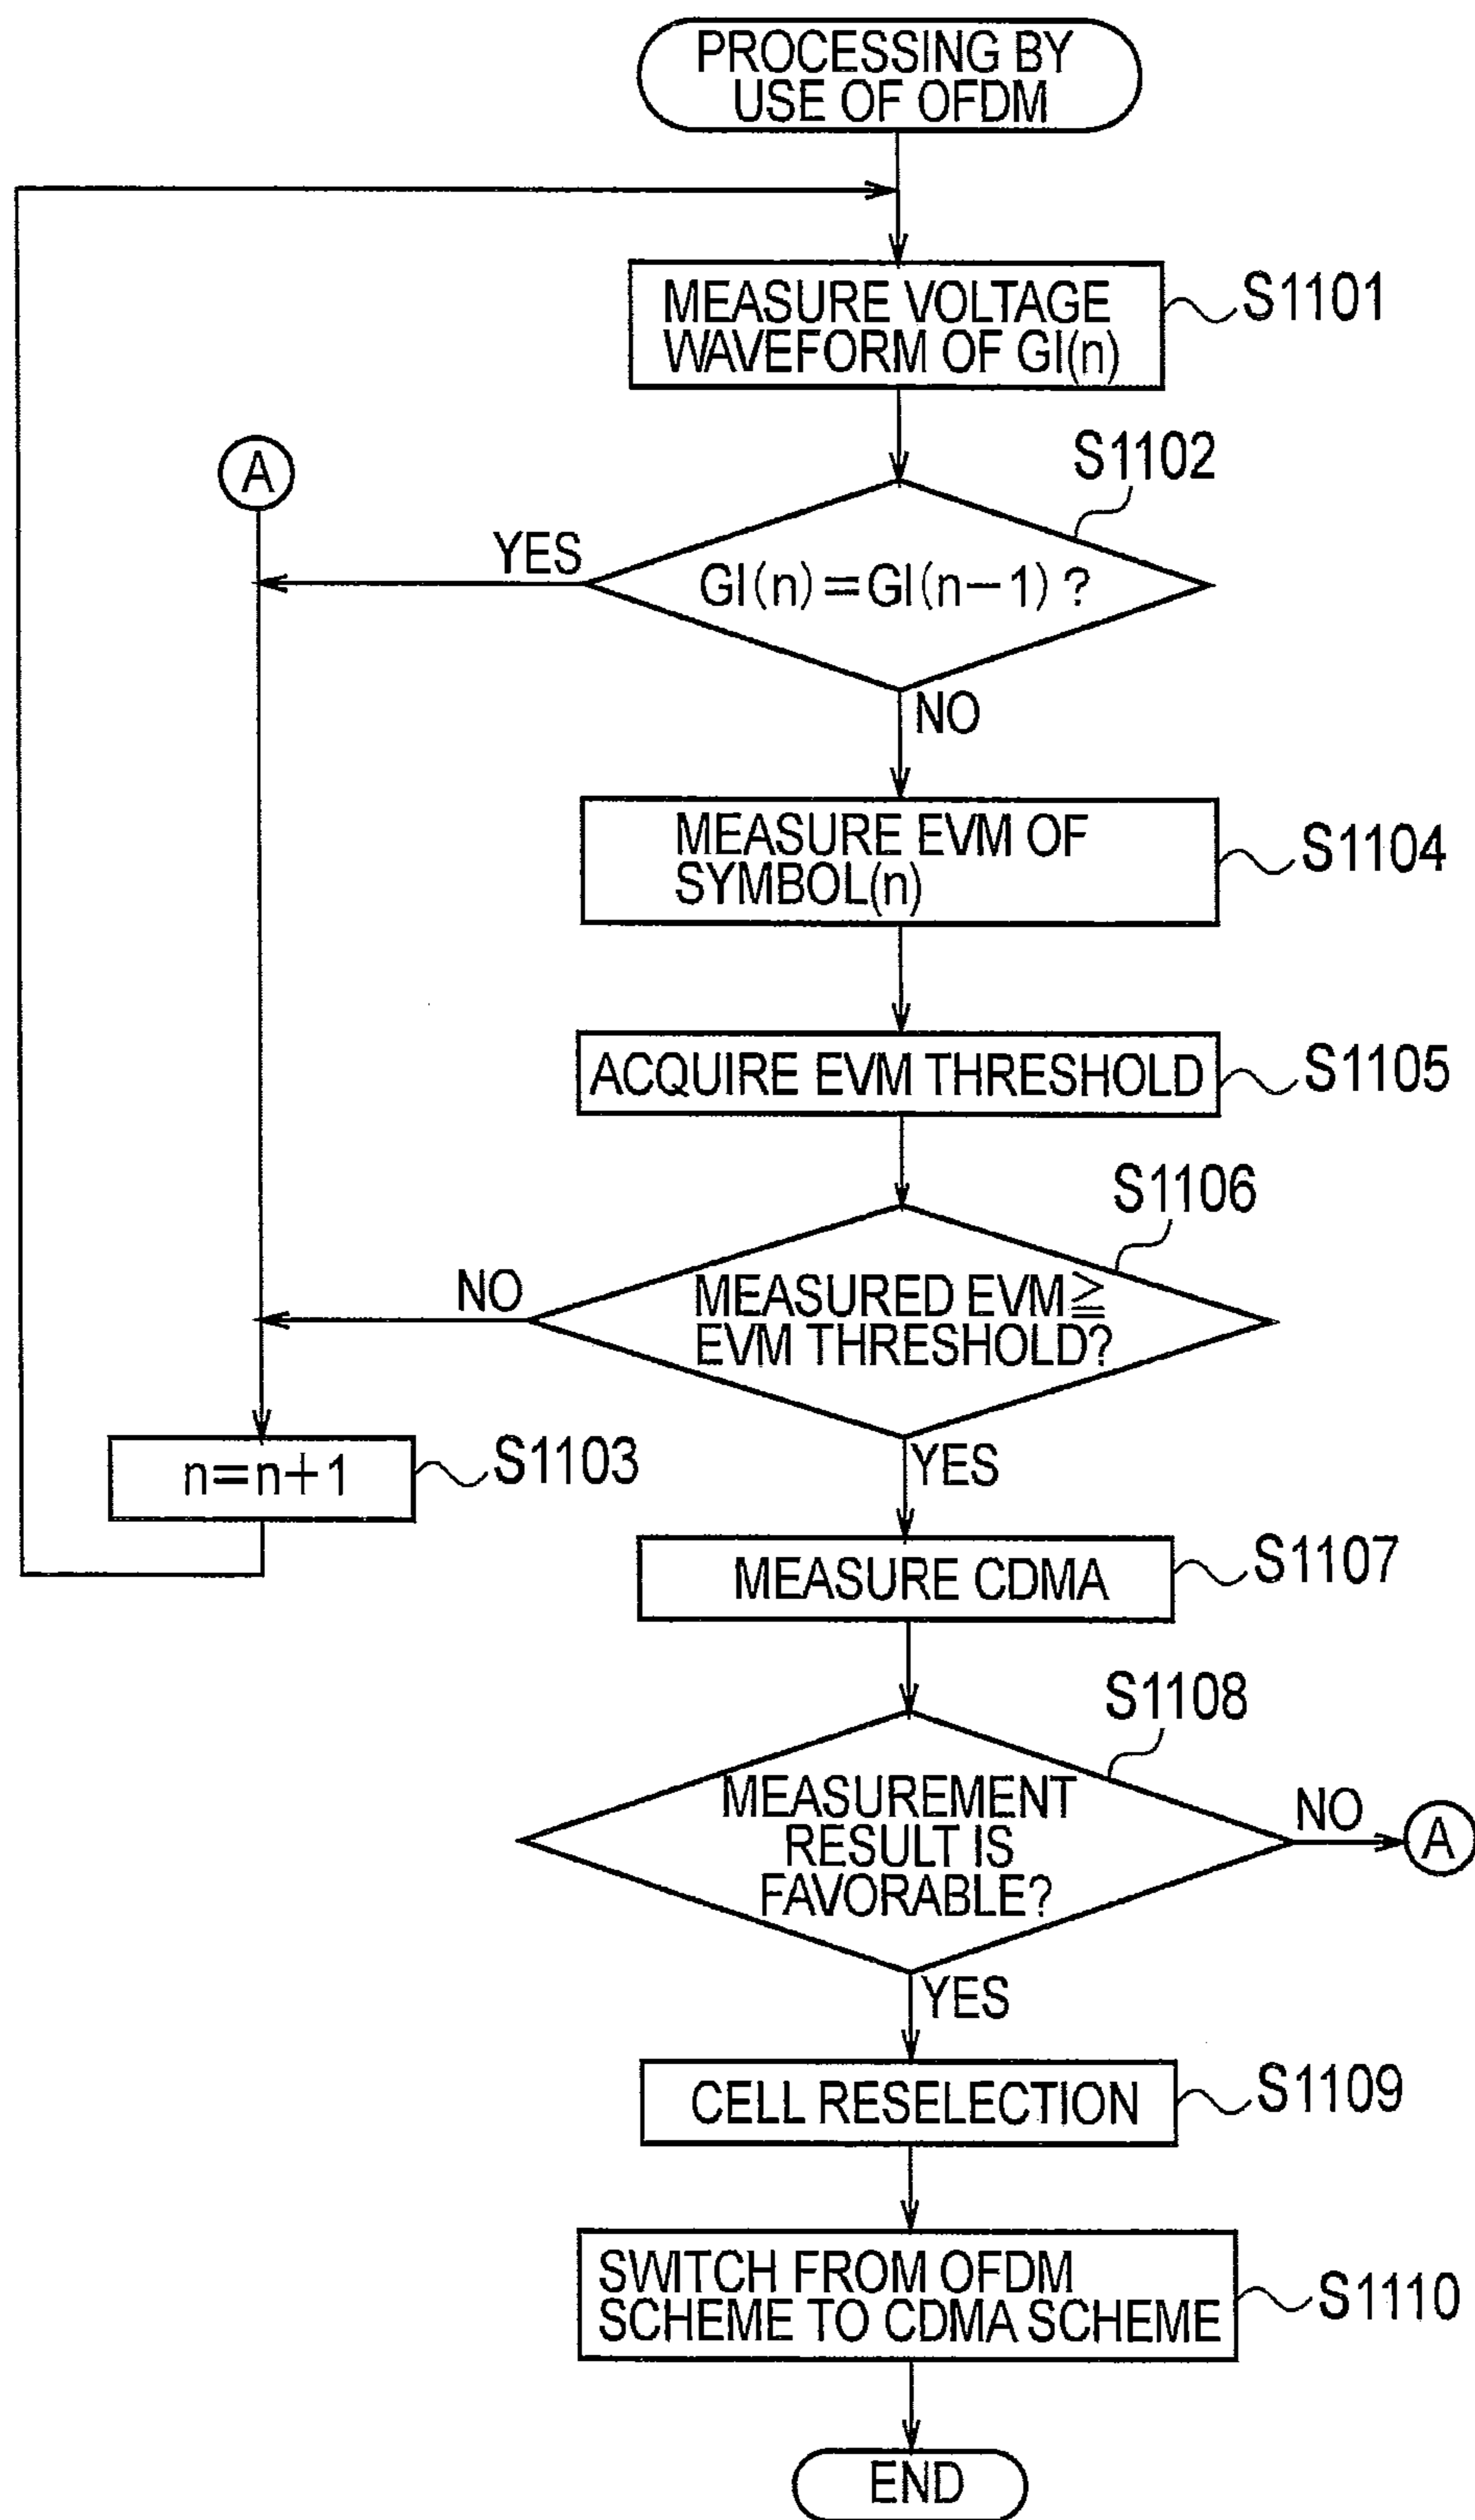 PROCESSING BY
USE OF OFDM
MEASURE VOLTAGE
WAVEFORM OF GI(n)
S1101
A
S1102
YES
GI(n)=GI(n-1)?
NO
MEASURE EVM OF
SYMBOL(n)
S1104
ACQUIRE EVM THRESHOLD
S1105
S1106
NO
MEASURED EVM≧
EVM THRESHOLD?
YES
n=n+1
S1103
MEASURE CDMA
S1107
S1108
MEASUREMENT
RESULT IS
FAVORABLE?
NO
A
YES
CELL RESELECTION
S1109
SWITCH FROM OFDM
SCHEME TO CDMA SCHEME
S1110
END